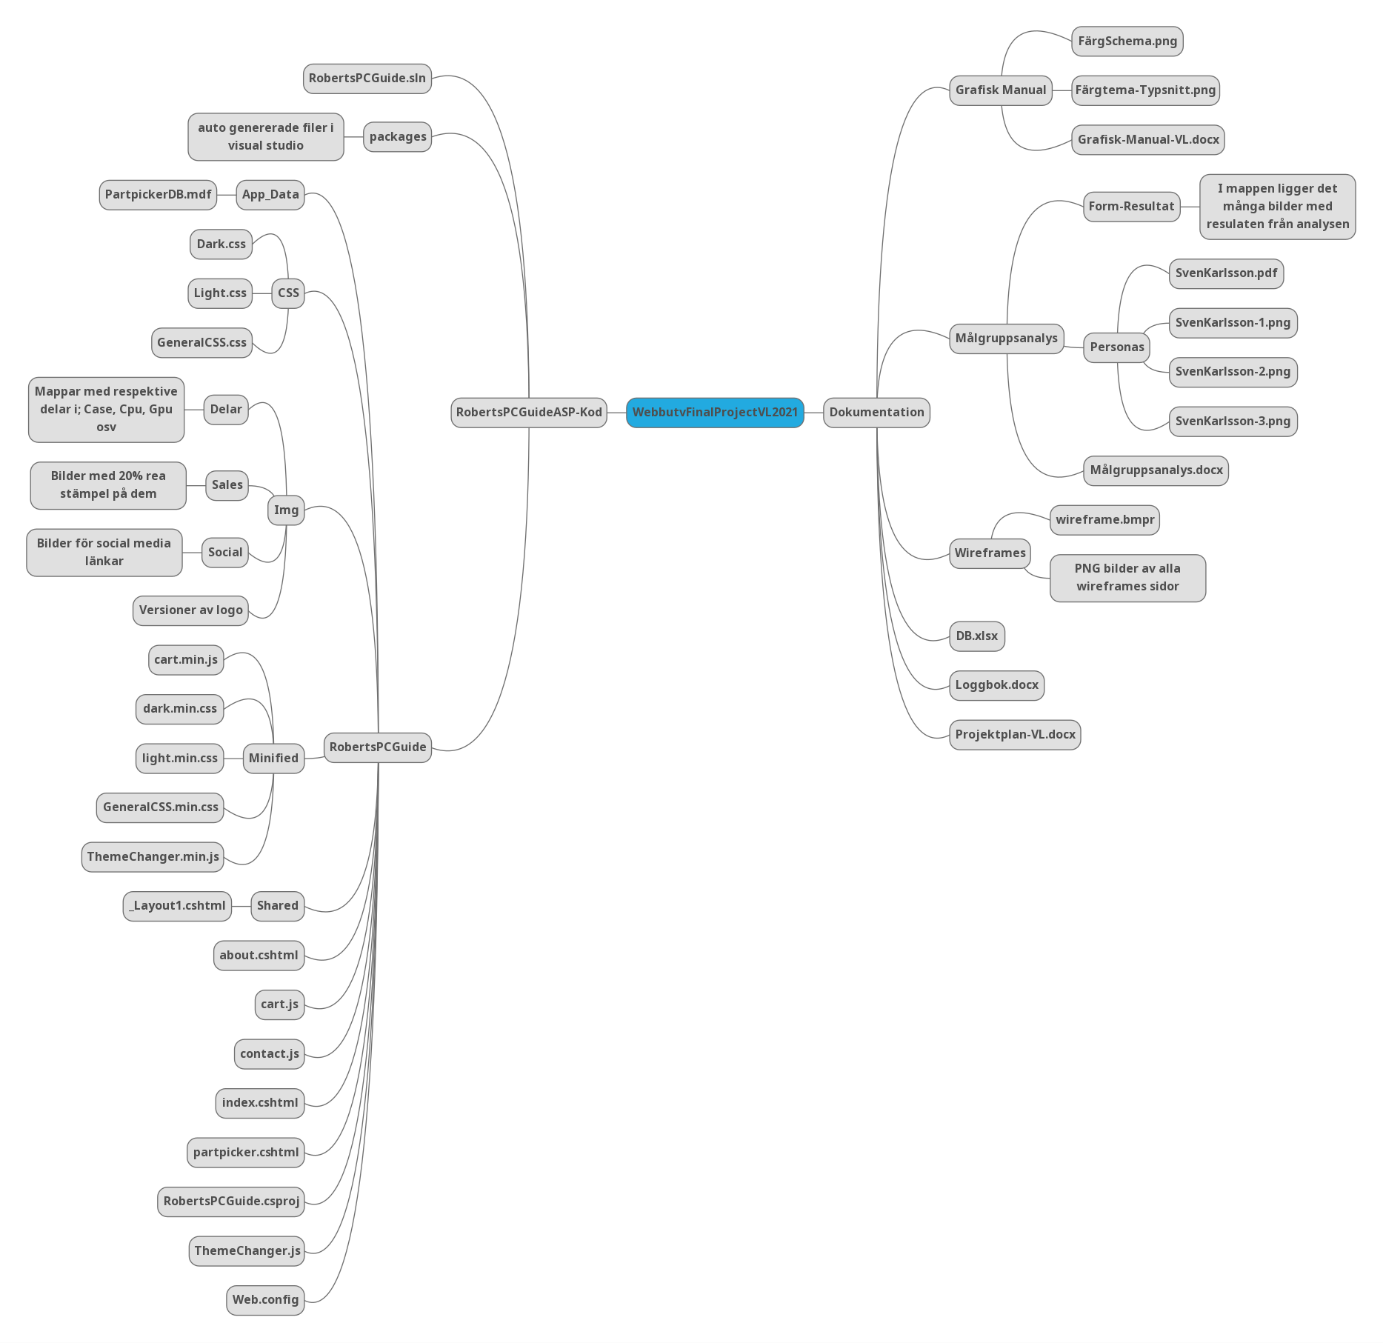 WebbutvFinalProjectVL2021
RobertsPCGuideASP-Kod
RobertsPCGuide.sln
packages
auto genererade filer i
visual studio
RobertsPCGuide
App_Data
PartpickerDB.mdf
CSS
Dark.css
Light.css
GeneralCSS.css
Img
Delar
Mappar med respektive
delar i; Case, Cpu, Gpu
osv
Sales
Bilder med 20% rea
stämpel på dem
Social
Bilder för social media
länkar
Versioner av logo
Minified
cart.min.js
dark.min.css
light.min.css
GeneralCSS.min.css
ThemeChanger.min.js
Shared
_Layout1.cshtml
about.cshtml
cart.js
contact.js
index.cshtml
partpicker.cshtml
RobertsPCGuide.csproj
ThemeChanger.js
Web.config
Dokumentation
Grafisk Manual
FärgSchema.png
Färgtema-Typsnitt.png
Grafisk-Manual-VL.docx
Målgruppsanalys
Form-Resultat
I mappen ligger det
många bilder med
resulaten från analysen
Personas
SvenKarlsson.pdf
SvenKarlsson-1.png
SvenKarlsson-2.png
SvenKarlsson-3.png
Målgruppsanalys.docx
Wireframes
wireframe.bmpr
PNG bilder av alla
wireframes sidor
DB.xlsx
Loggbok.docx
Projektplan-VL.docx